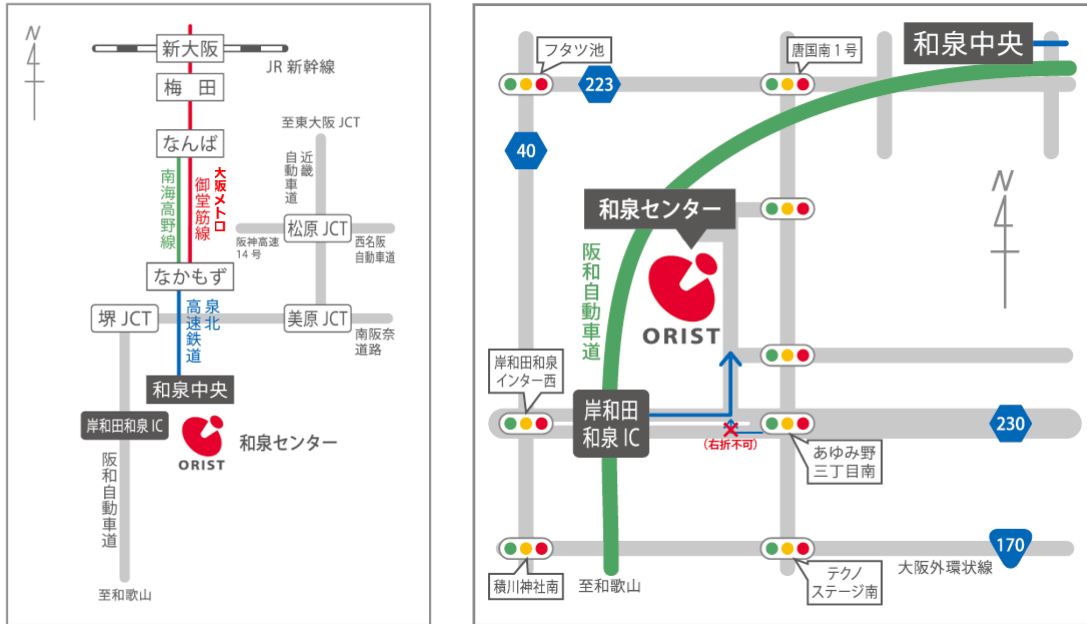 N
新大阪
JR 新幹線
梅 田
至東大阪 JCT
なんば
近畿
自動車道
南海高野線
御堂筋線
大阪メトロ
松原 JCT
阪神高速
14 号
西名阪
自動車道
なかもず
堺 JCT
泉北
高速鉄道
美原 JCT
南阪奈
道路
和泉中央
岸和田和泉 IC
ORIST
和泉センター
阪和自動車道
至和歌山
フタツ池
唐国南 1 号
和泉中央
223
40
N
和泉センター
阪和自動車道
ORIST
岸和田和泉
インター西
岸和田
和泉 IC
(右折不可)
230
あゆみ野
三丁目南
170
大阪外環状線
積川神社南
至和歌山
テクノ
ステージ南